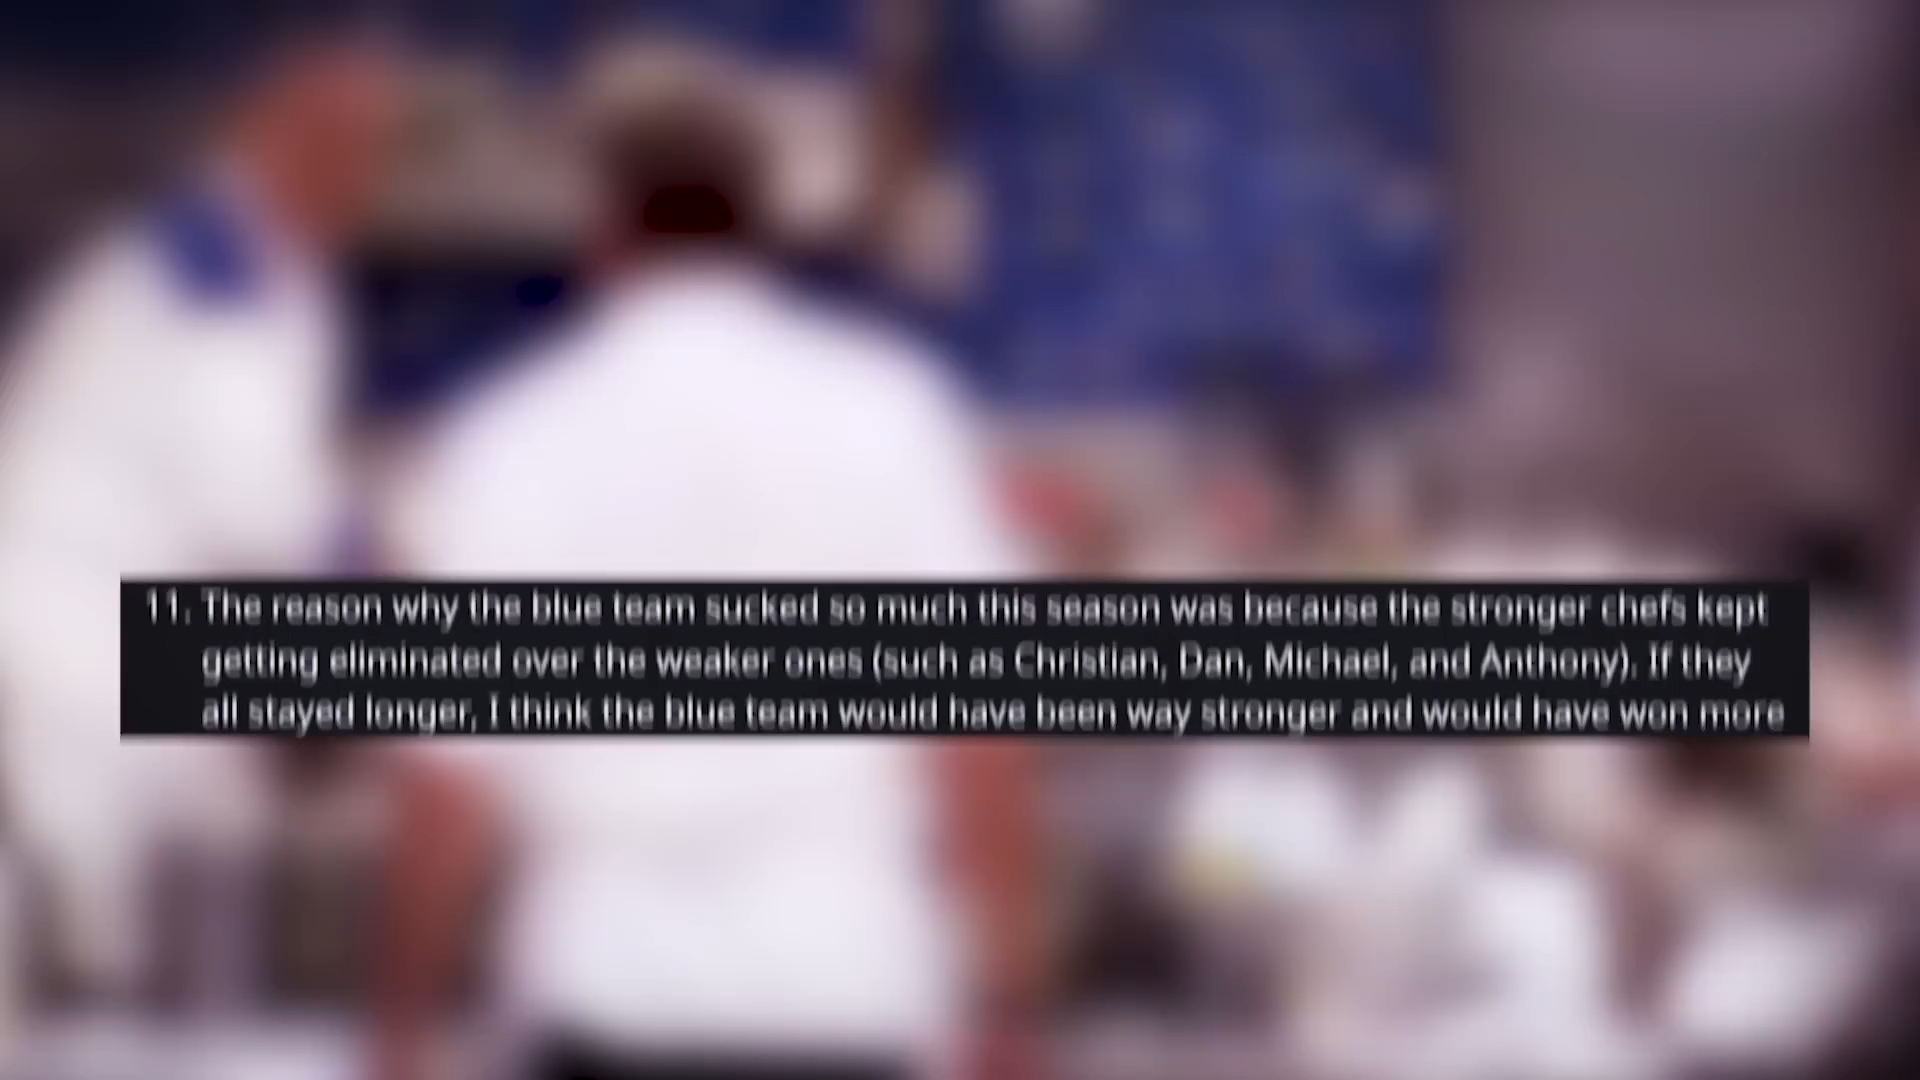 11. The reason why the blue team sucked so much this season was because the stronger chefs kept
getting eliminated over the weaker ones (such as Christian, Dan, Michael, and Anthony). If they
all stayed longer, I think the blue team would have been way stronger and would have won more